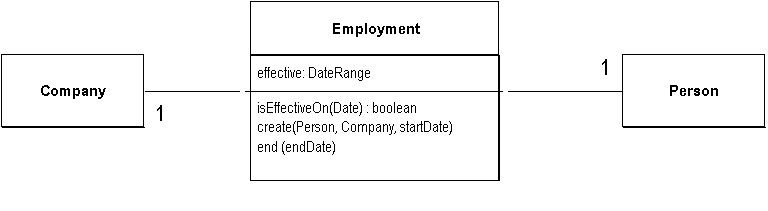 Employment
effective: DateRange
Company
1
Person
1
isEffectiveOn(Date) : boolean
create(Person, Company, startDate)
end (endDate)